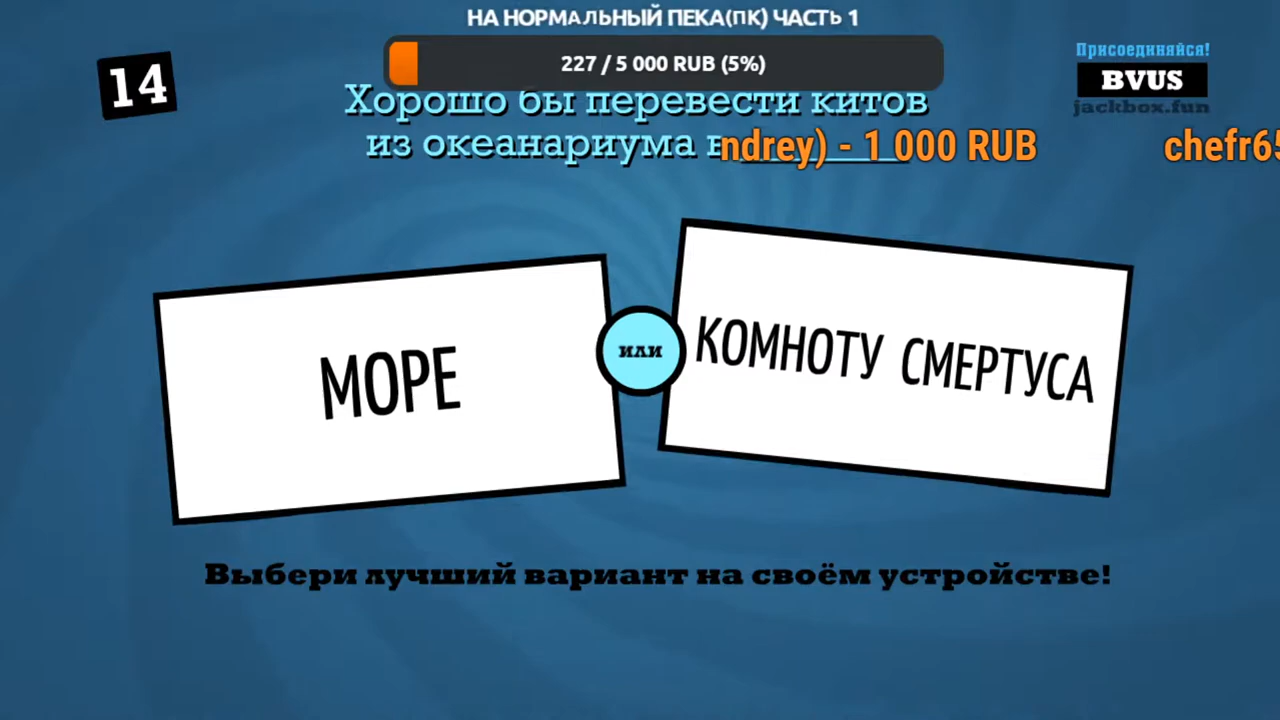 НА НОРМАЛЬНЫЙ ПЕКА(ПК) ЧАСТЬ 1
14
227 / 5 000 RUB (5%)
Присоединяйся!
BVUS
jackbox.fun
Хорошо бы перевести китов
из океанариума в
ndrey) - 1 000 RUB
chefr65
МОРЕ
ИЛИ
КОМНОТУ СМЕРТУСА
Выбери лучший вариант на своём устройстве!